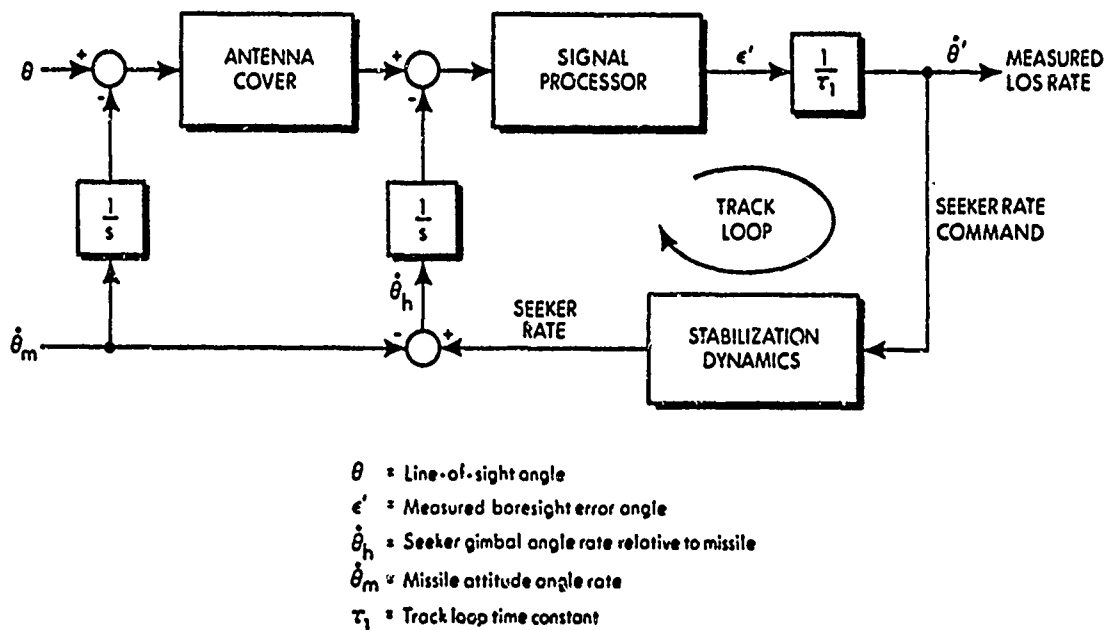 θ
+
-
ANTENNA
COVER
+
-
SIGNAL
PROCESSOR
ϵ'
1
τ₁
θ̇'
MEASURED
LOS RATE
1
s
1
s
TRACK
LOOP
SEEKER RATE
COMMAND
θ̇h
SEEKER
RATE
θ̇m
-
+
STABILIZATION
DYNAMICS
θ = Line-of-sight angle
ϵ' = Measured boresight error angle
θ̇h = Seeker gimbal angle rate relative to missile
θ̇m = Missile attitude angle rate
τ₁ = Track loop time constant